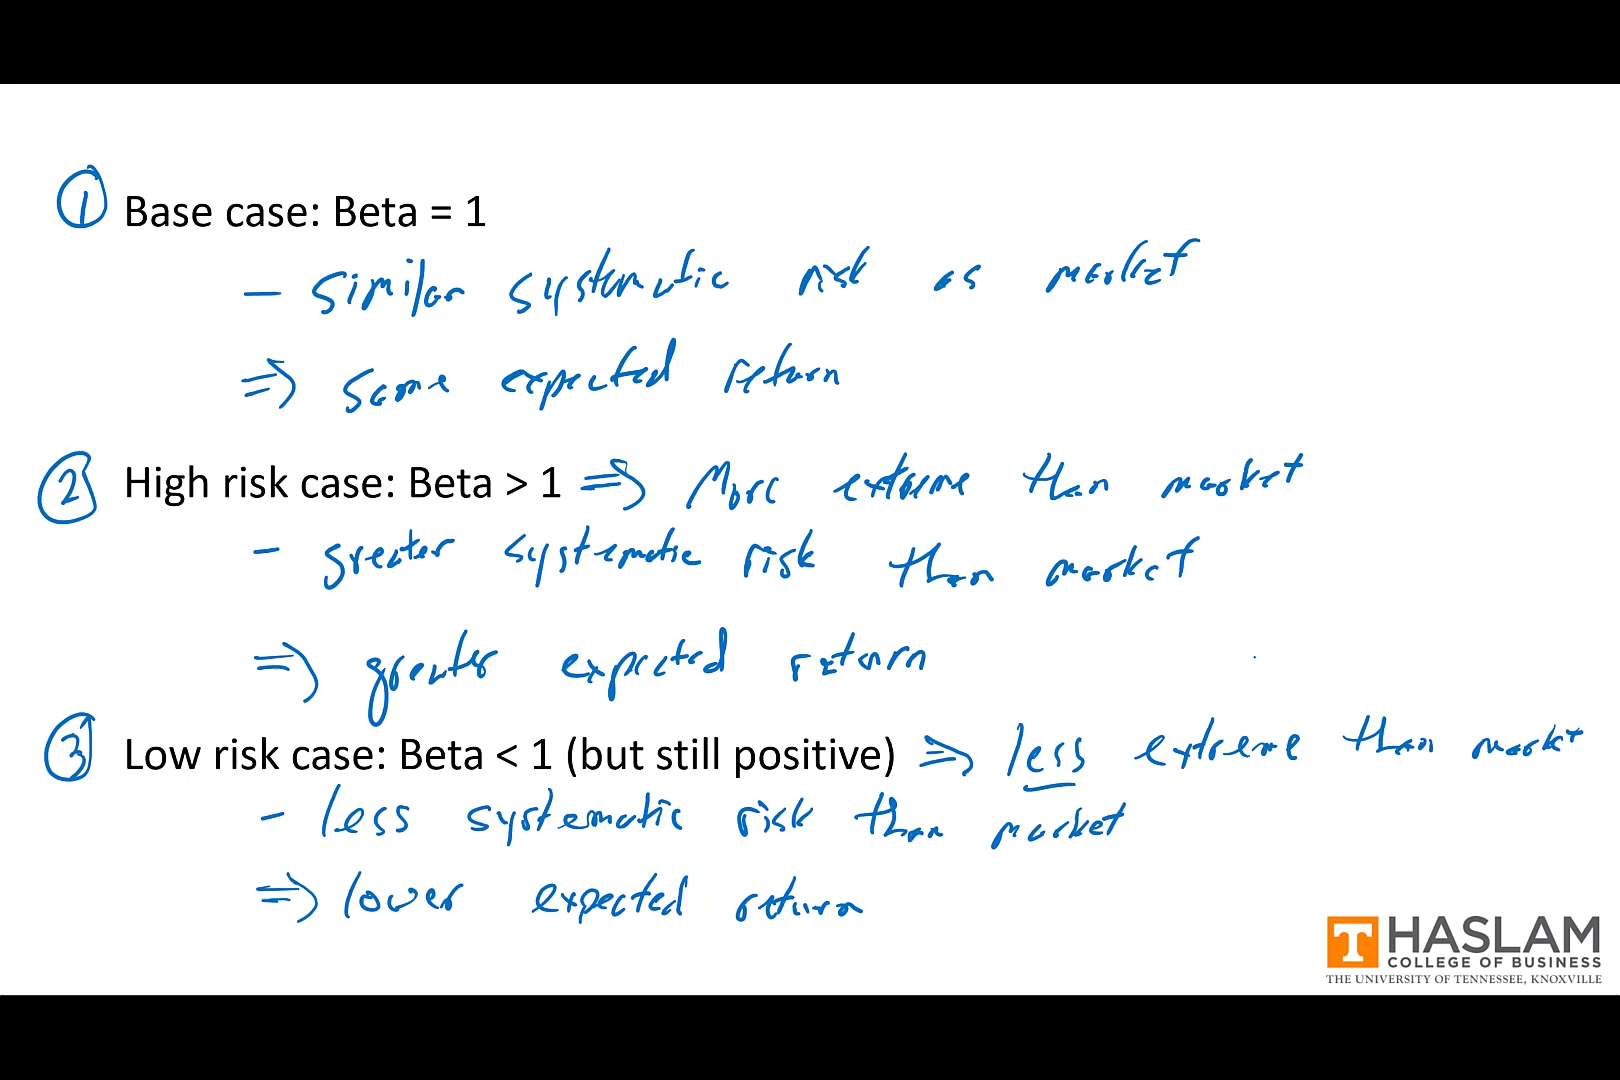 ① Base case: Beta = 1
- similar systematic risk as market
⇒ same expected return
② High risk case: Beta > 1 ⇒ More extreme than market
- greater systematic risk than market
⇒ greater expected return
③ Low risk case: Beta < 1 (but still positive) ⇒ less extreme than market
- less systematic risk than market
⇒ lower expected return
T HASLAM
COLLEGE OF BUSINESS
THE UNIVERSITY OF TENNESSEE, KNOXVILLE